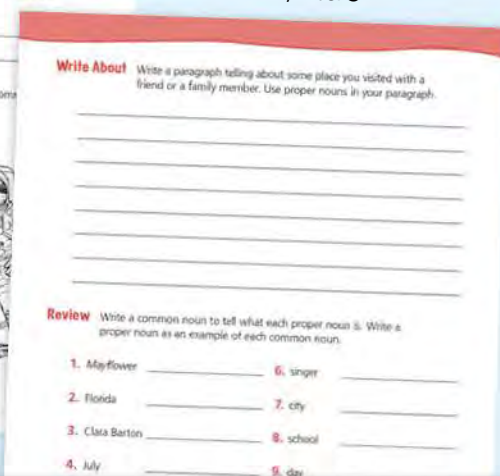 Write About Write a paragraph telling about some place you visited with a
friend or a family member. Use proper nouns in your paragraph.
Review Write a common noun to tell what each proper noun is. Write a
proper noun as an example of each common noun.
1. Mayflower
6. singer
2. Florida
7. city
3. Clara Barton
8. school
4. July
9. day